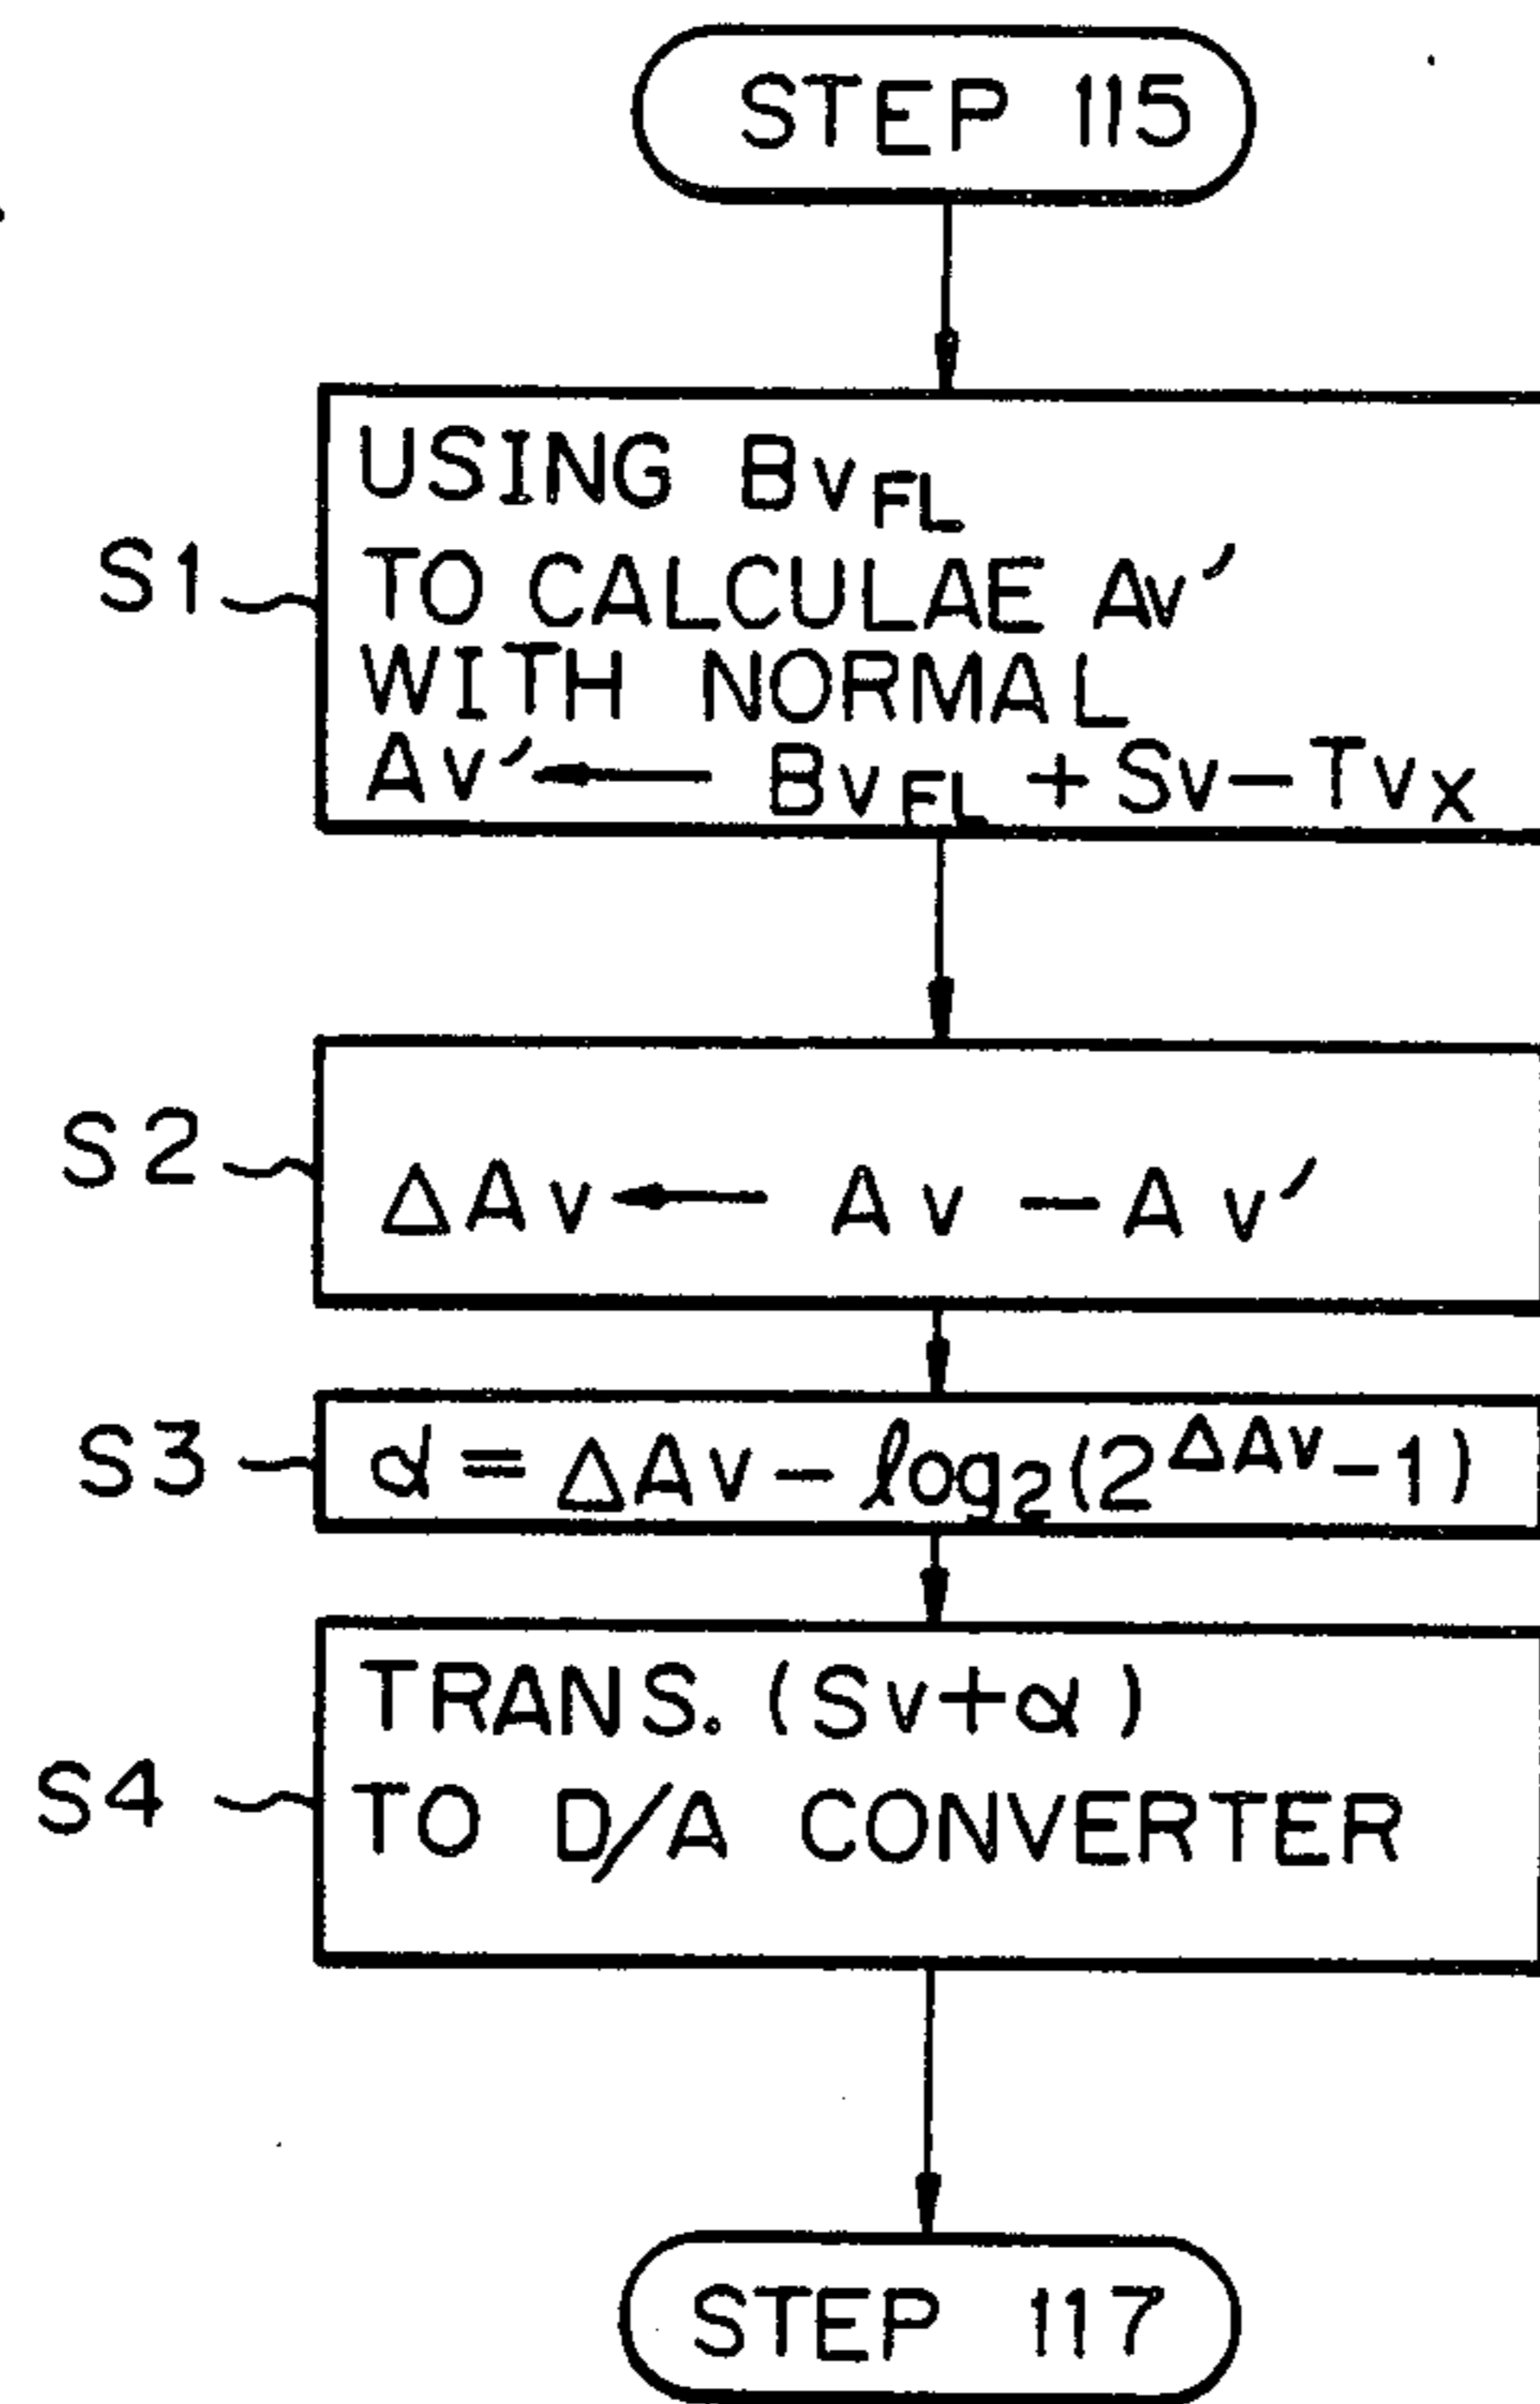 STEP 115
S1
USING BvFL
TO CALCULAE Av′
WITH NORMAL
Av′ ← BvFL + Sv − Tvx
S2
ΔAv ← Av − Av′
S3
α = ΔAv − log₂(2^ΔAv − 1)
S4
TRANS. (Sv+α)
TO D/A CONVERTER
STEP 117